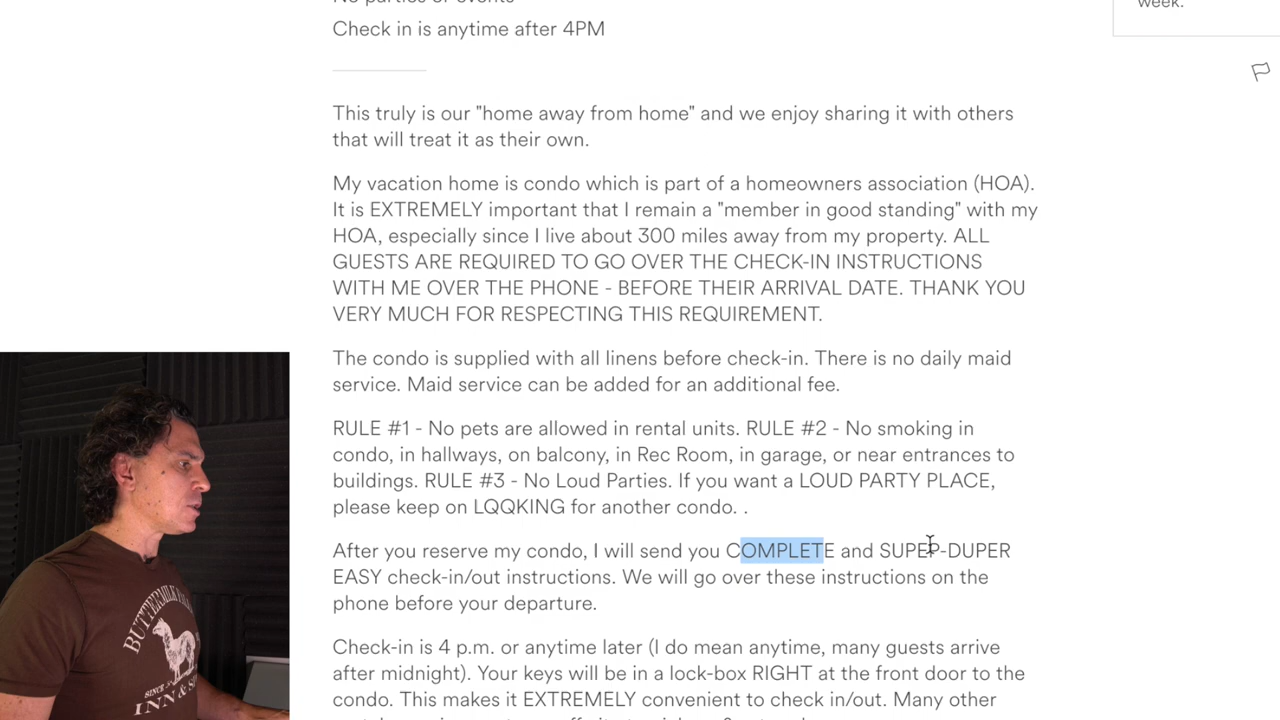 No parties or events
week.
Check in is anytime after 4PM
This truly is our "home away from home" and we enjoy sharing it with others
that will treat it as their own.
My vacation home is condo which is part of a homeowners association (HOA).
It is EXTREMELY important that I remain a "member in good standing" with my
HOA, especially since I live about 300 miles away from my property. ALL
GUESTS ARE REQUIRED TO GO OVER THE CHECK-IN INSTRUCTIONS
WITH ME OVER THE PHONE - BEFORE THEIR ARRIVAL DATE. THANK YOU
VERY MUCH FOR RESPECTING THIS REQUIREMENT.
The condo is supplied with all linens before check-in. There is no daily maid
service. Maid service can be added for an additional fee.
RULE #1 - No pets are allowed in rental units. RULE #2 - No smoking in
condo, in hallways, on balcony, in Rec Room, in garage, or near entrances to
buildings. RULE #3 - No Loud Parties. If you want a LOUD PARTY PLACE,
please keep on LQQKING for another condo. .
After you reserve my condo, I will send you COMPLETE and SUPER-DUPER
EASY check-in/out instructions. We will go over these instructions on the
phone before your departure.
Check-in is 4 p.m. or anytime later (I do mean anytime, many guests arrive
after midnight). Your keys will be in a lock-box RIGHT at the front door to the
condo. This makes it EXTREMELY convenient to check in/out. Many other
BUTTERMILK
SINCE
INN &